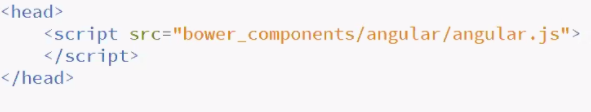 <head>
<script src="bower_components/angular/angular.js">
</script>
</head>